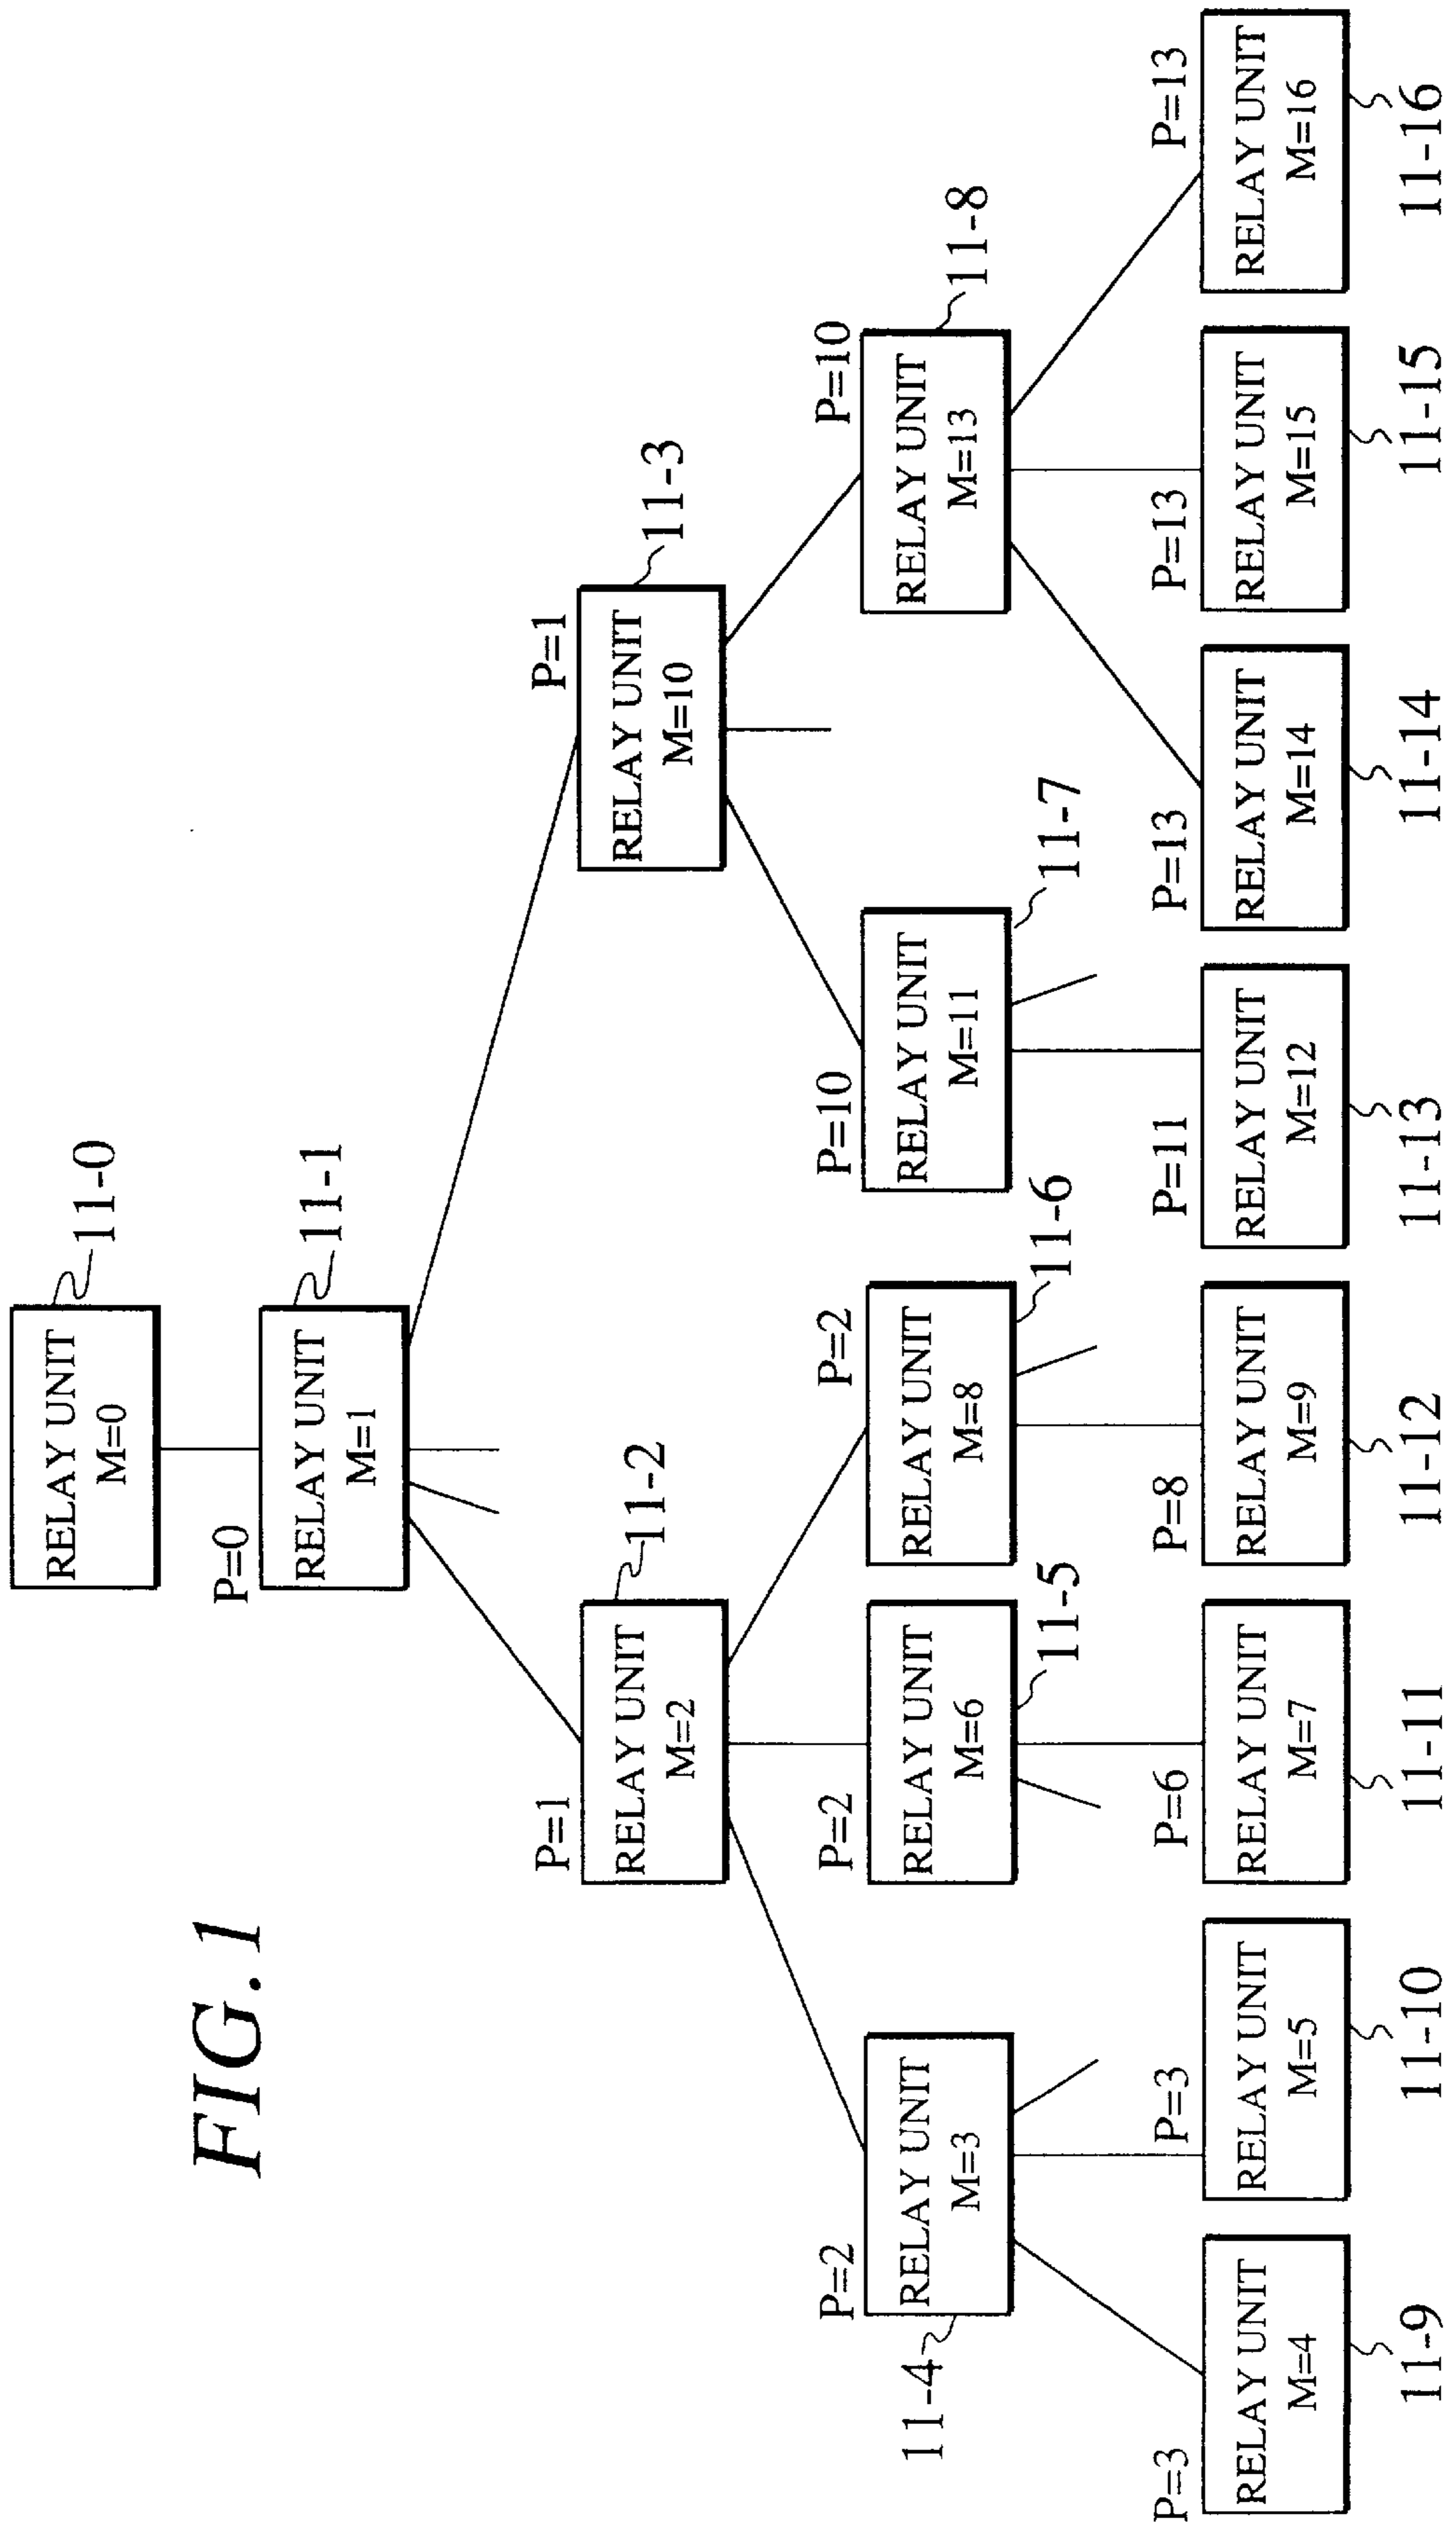 FIG.1
RELAY UNIT
M=0
11-0
P=0
RELAY UNIT
M=1
11-1
P=1
RELAY UNIT
M=2
11-2
P=1
RELAY UNIT
M=10
11-3
P=2
RELAY UNIT
M=3
11-4
P=2
RELAY UNIT
M=6
11-5
P=2
RELAY UNIT
M=8
11-6
P=10
RELAY UNIT
M=11
11-7
P=10
RELAY UNIT
M=13
11-8
P=3
RELAY UNIT
M=4
11-9
P=3
RELAY UNIT
M=5
11-10
P=6
RELAY UNIT
M=7
11-11
P=8
RELAY UNIT
M=9
11-12
P=11
RELAY UNIT
M=12
11-13
P=13
RELAY UNIT
M=14
11-14
P=13
RELAY UNIT
M=15
11-15
P=13
RELAY UNIT
M=16
11-16